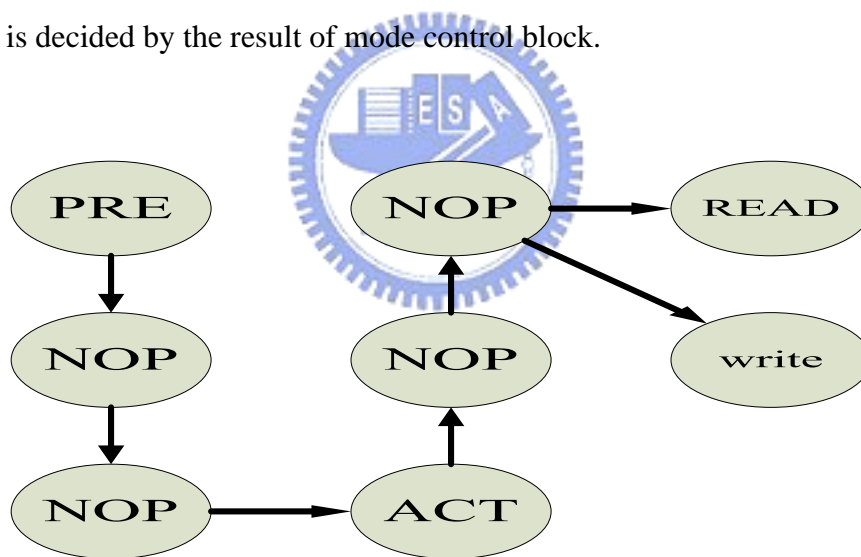 is decided by the result of mode control block.
E S A
PRE NOP READ
NOP NOP write
NOP ACT